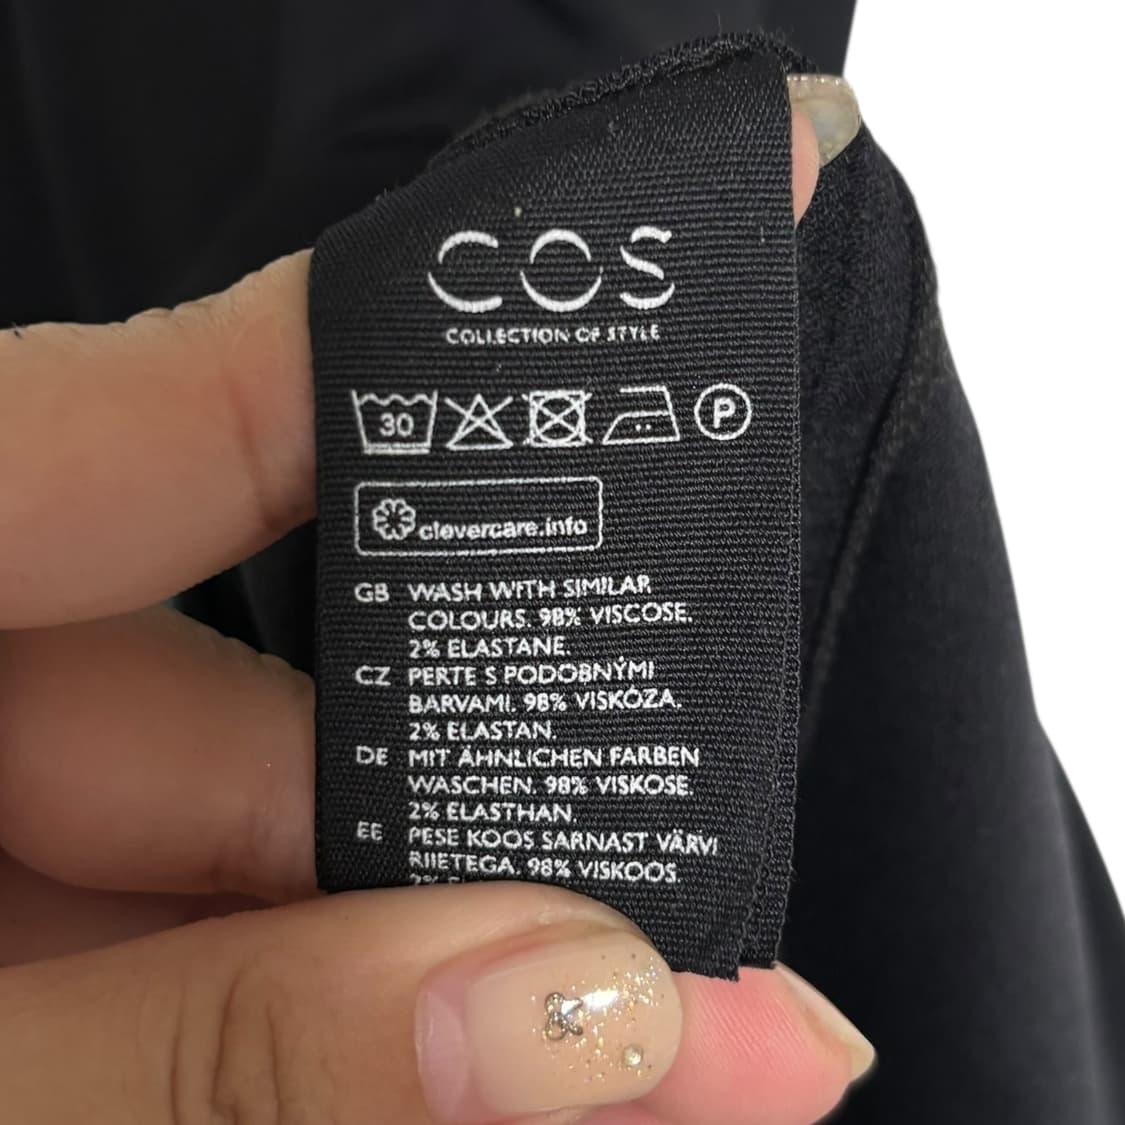 COS
COLLECTION OF STYLE
30
P
clevercare.info
GB WASH WITH SIMILAR
COLOURS. 98% VISCOSE.
2% ELASTANE.
CZ PERTE S PODOBNÝMI
BARVAMI. 98% VISKÓZA.
2% ELASTAN.
DE MIT ÄHNLICHEN FARBEN
WASCHEN. 98% VISKOSE.
2% ELASTHAN.
EE PESE KOOS SARNAST VÄRVI
RIIETEGA. 98% VISKOOS.